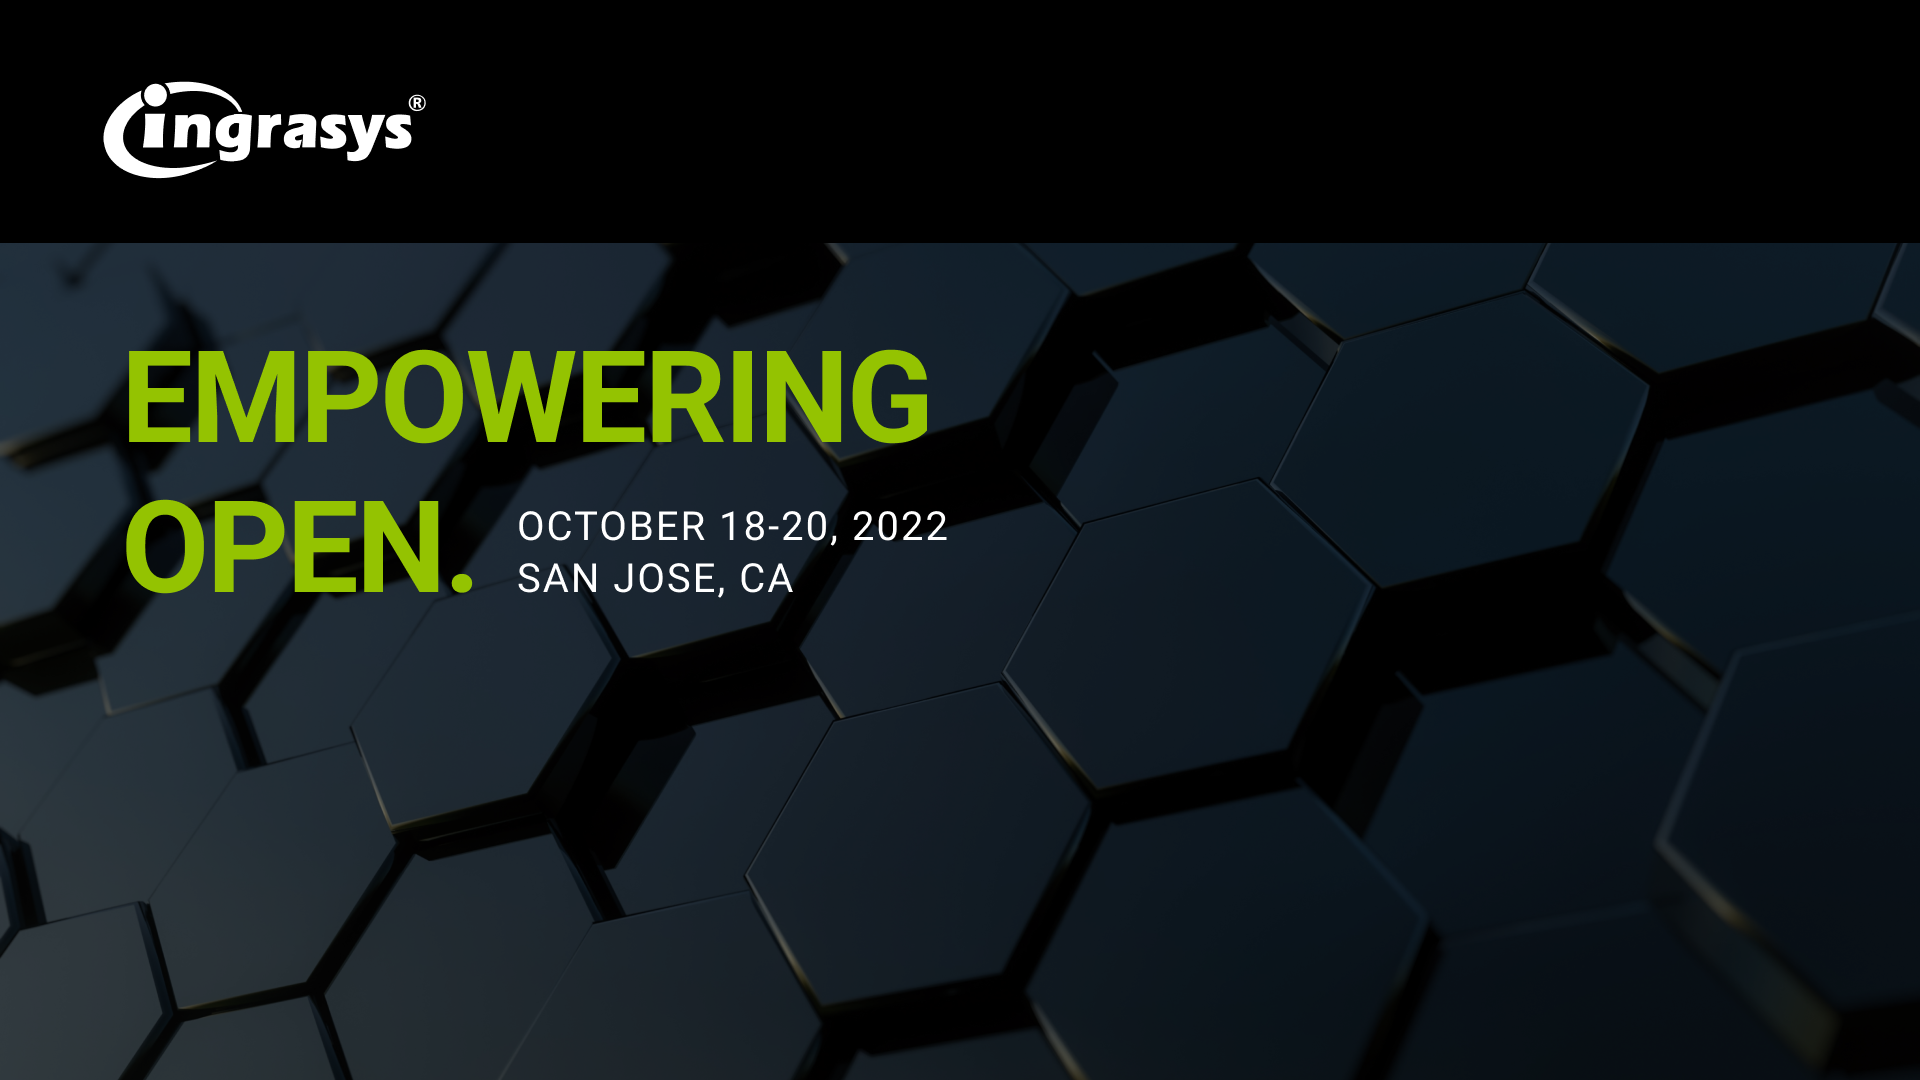 ingrasys®
EMPOWERING
OPEN.
OCTOBER 18-20, 2022
SAN JOSE, CA